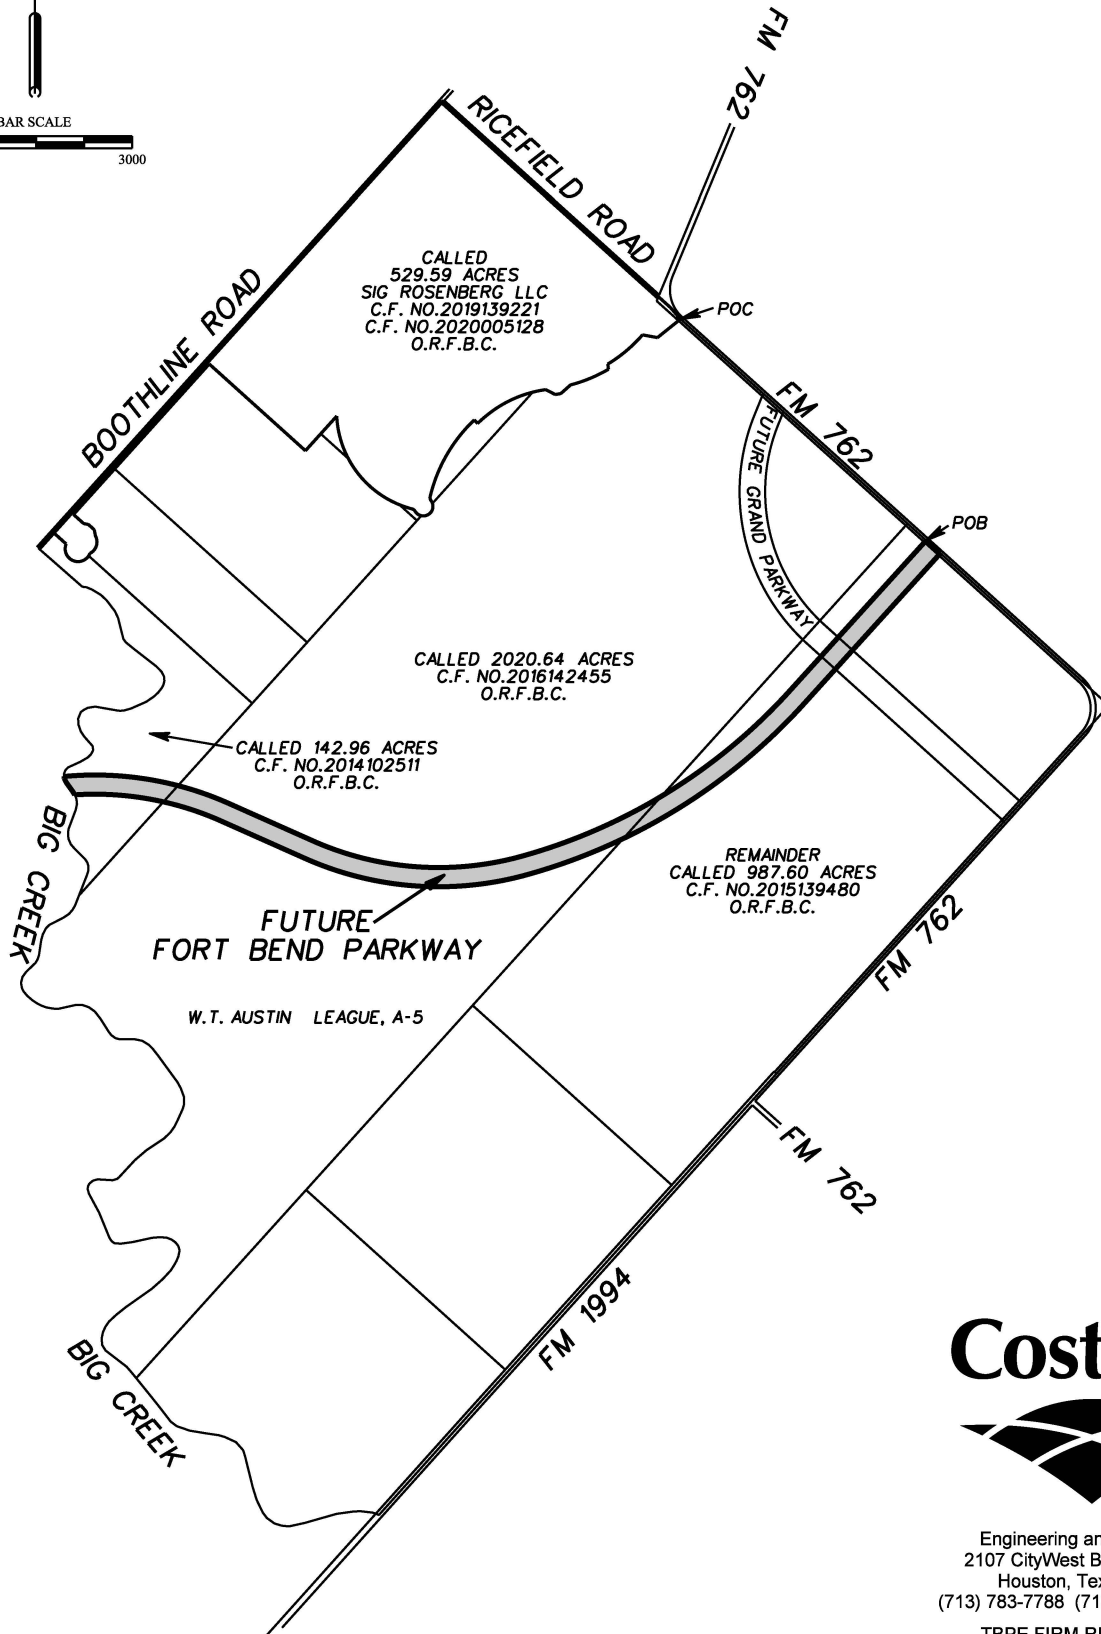 BAR SCALE
3000
FM 762
RICEFIELD ROAD
BOOTHLINE ROAD
CALLED
529.59 ACRES
SIG ROSENBERG LLC
C.F. NO.2019139221
C.F. NO.2020005128
O.R.F.B.C.
POC
FM 762
FUTURE GRAND PARKWAY
POB
CALLED 2020.64 ACRES
C.F. NO.2016142455
O.R.F.B.C.
CALLED 142.96 ACRES
C.F. NO.2014102511
O.R.F.B.C.
BIG CREEK
REMAINDER
CALLED 987.60 ACRES
C.F. NO.2015139480
O.R.F.B.C.
FUTURE
FORT BEND PARKWAY
FM 762
W.T. AUSTIN LEAGUE, A-5
FM 762
FM 1994
BIG CREEK
Cost
Engineering an
2107 CityWest B
Houston, Tex
(713) 783-7788 (71